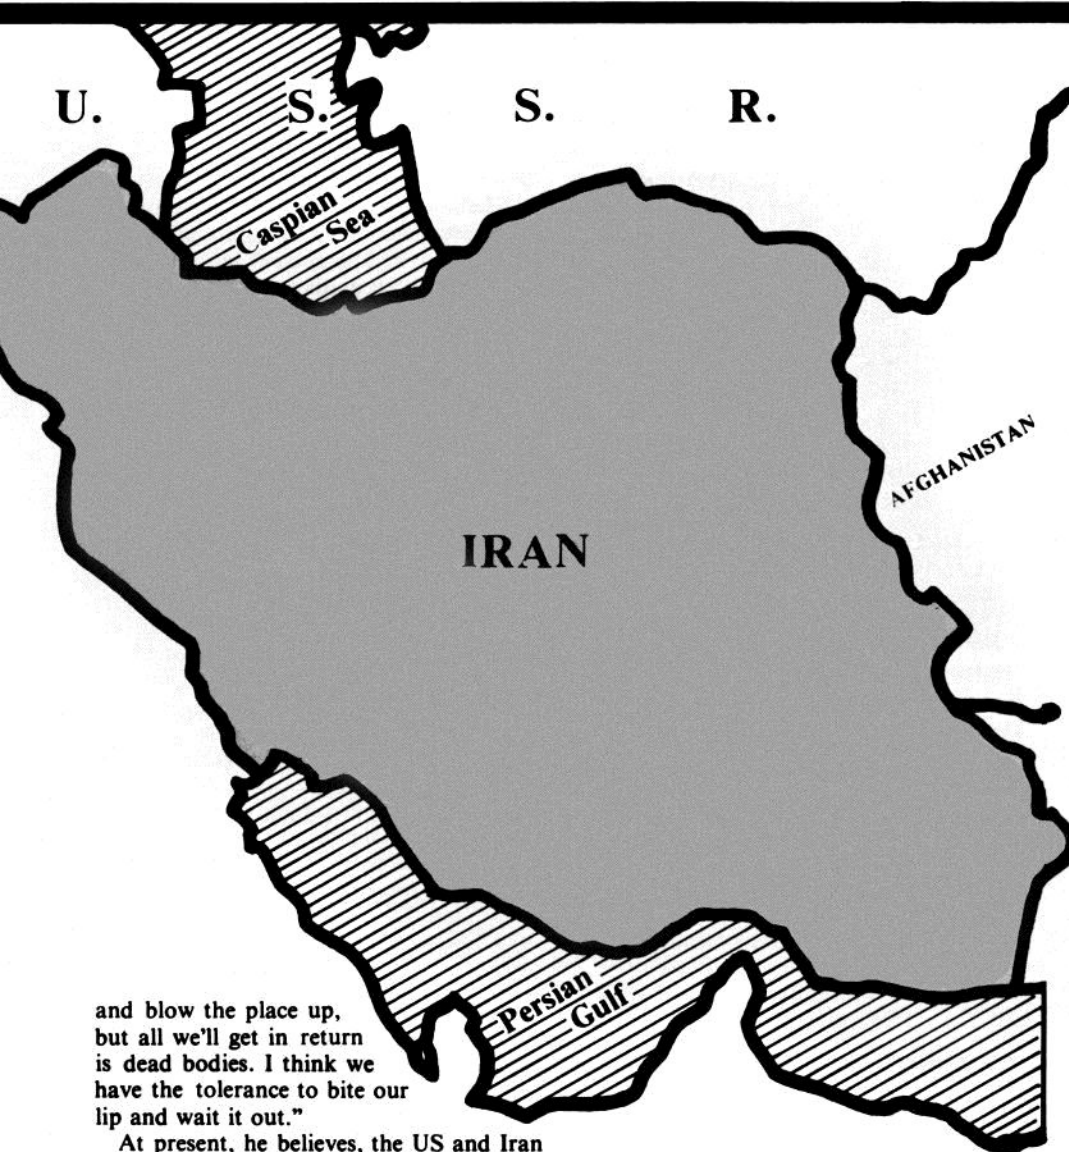 U. S. S. R.
Caspian
Sea
AFGHANISTAN
IRAN
Persian
Gulf
and blow the place up,
but all we'll get in return
is dead bodies. I think we
have the tolerance to bite our
lip and wait it out.”
At present, he believes, the US and Iran